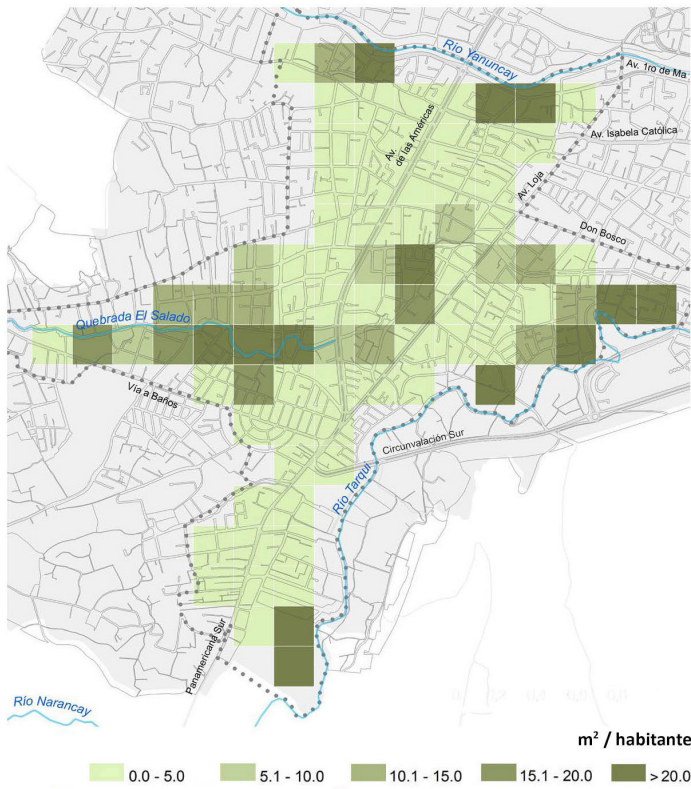 Río Yanuncay
Av. 1ro de Ma
Av.
de las Américas
Av. Isabela Católica
Av. Loja
Don Bosco
Quebrada El Salado
Vía a Baños
Circunvalación Sur
Río Tarqui
Panamericana Sur
Río Narancay
m² / habitante
0.0 - 5.0 5.1 - 10.0 10.1 - 15.0 15.1 - 20.0 > 20.0